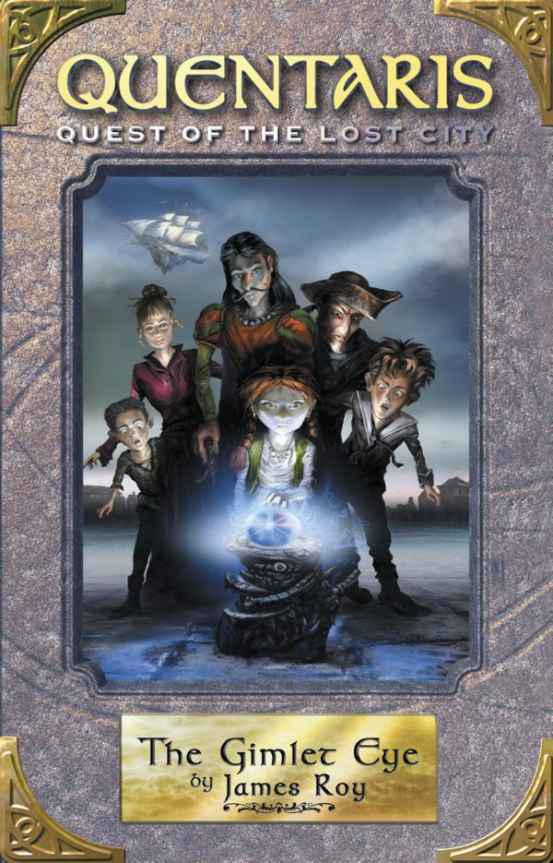 QUENTARIS
QUEST OF THE LOST CITY
The Gimlet Eye
by James Roy